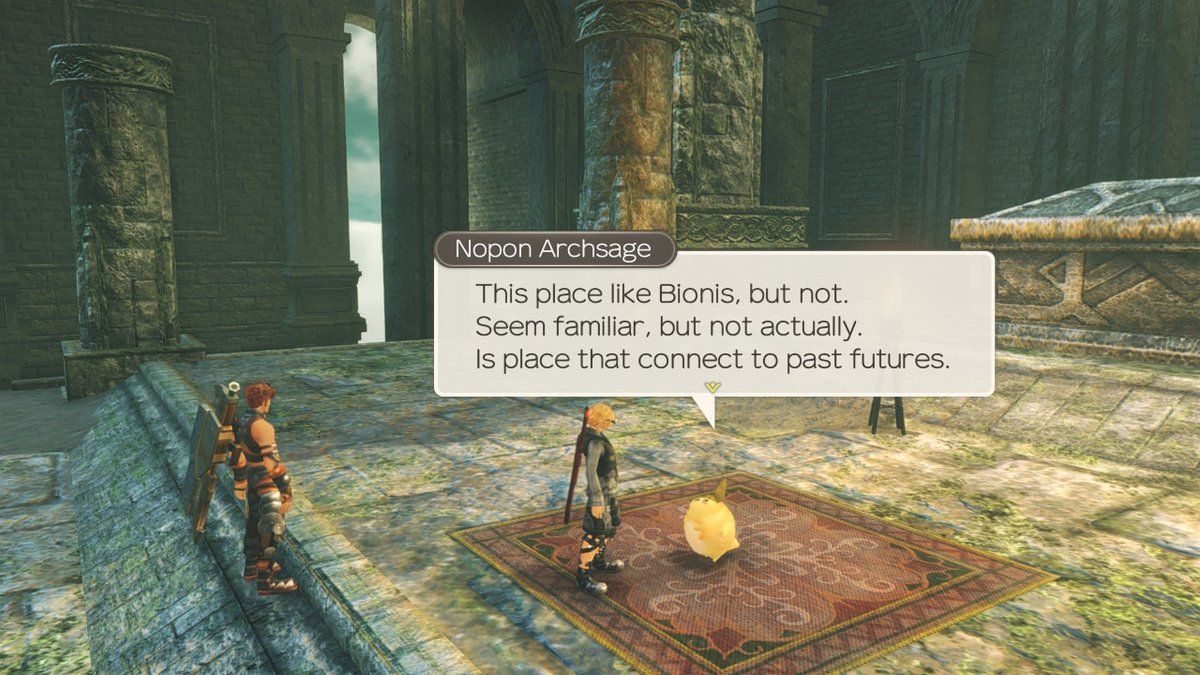 Nopon Archsage
This place like Bionis, but not.
Seem familiar, but not actually.
Is place that connect to past futures.